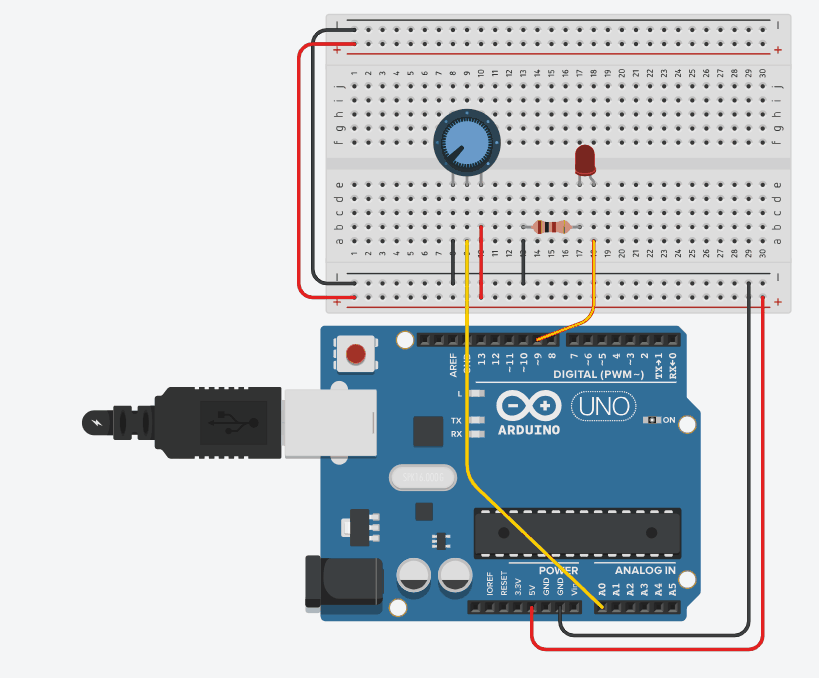 − −
+ +
1 2 3 4 5 6 7 8 9 10 11 12 13 14 15 16 17 18 19 20 21 22 23 24 25 26 27 28 29 30
j j
i i
h h
g g
f f
e e
d d
c c
b b
a a
1 2 3 4 5 6 7 8 9 10 11 12 13 14 15 16 17 18 19 20 21 22 23 24 25 26 27 28 29 30
− −
+ +
AREF GND 13 12 ~11 ~10 ~9 8 7 ~6 ~5 4 ~3 2 TX→1 RX←0
DIGITAL (PWM~)
L
TX
RX
UNO
ON
ARDUINO
POWER ANALOG IN
IOREF RESET 3.3V 5V GND GND A0 A1 A2 A3 A4 A5